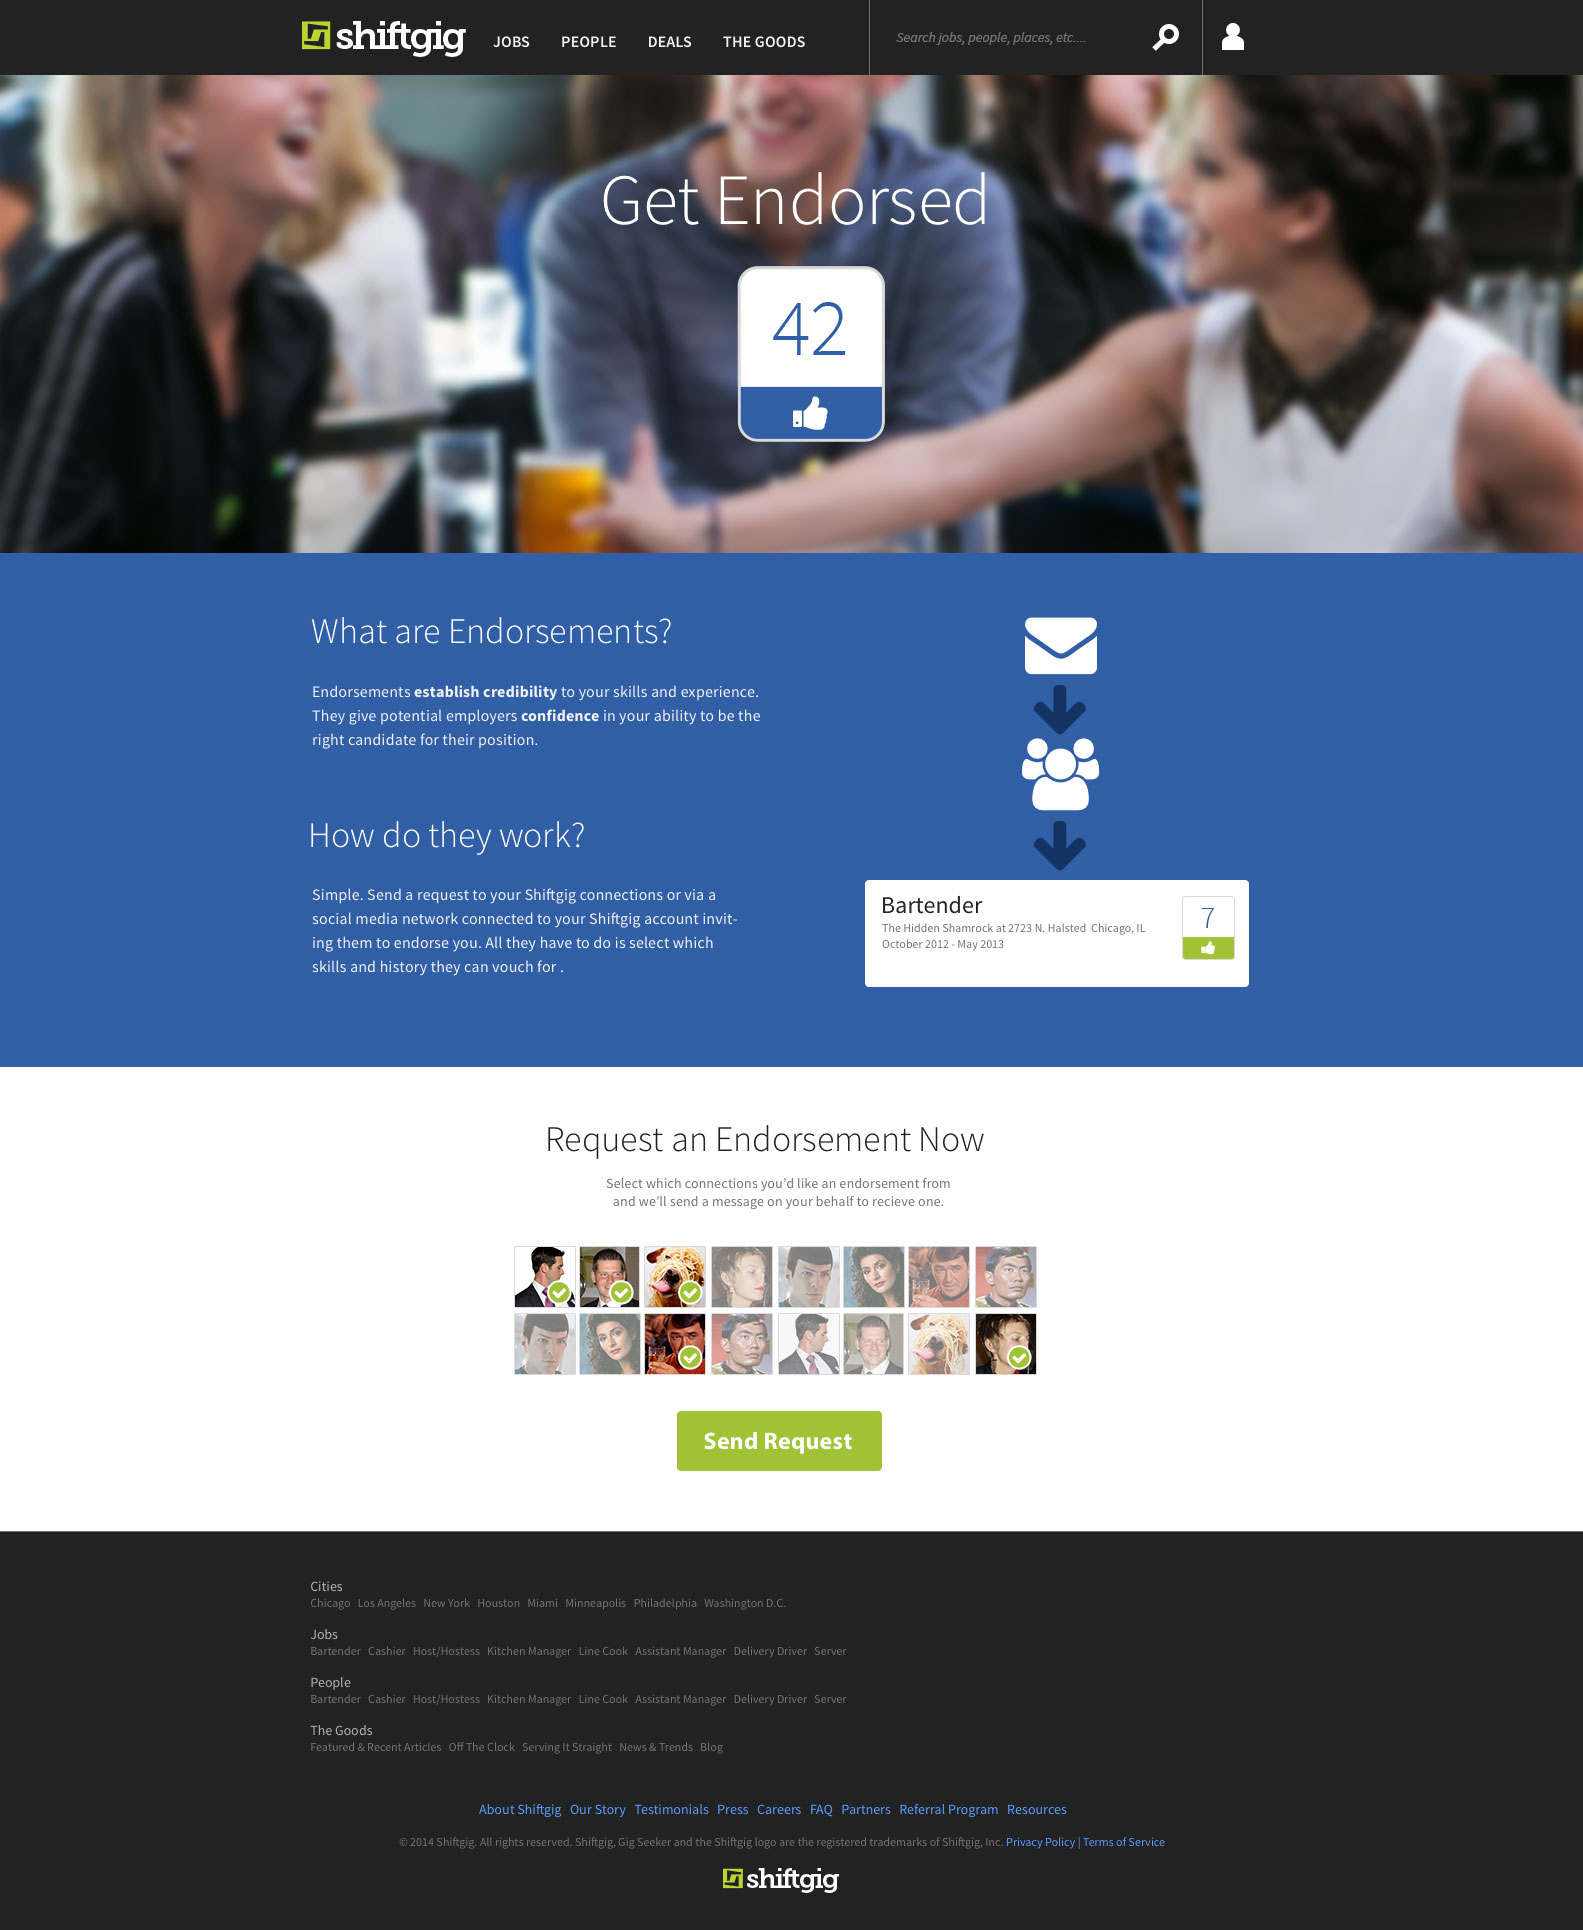 shiftgig JOBS PEOPLE DEALS THE GOODS Search jobs, people, places, etc....
Get Endorsed
42
What are Endorsements?
Endorsements establish credibility to your skills and experience.
They give potential employers confidence in your ability to be the
right candidate for their position.
How do they work?
Simple. Send a request to your Shiftgig connections or via a
social media network connected to your Shiftgig account invit-
ing them to endorse you. All they have to do is select which
skills and history they can vouch for .
Bartender
The Hidden Shamrock at 2723 N. Halsted Chicago, IL
October 2012 - May 2013
7
Request an Endorsement Now
Select which connections you'd like an endorsement from
and we'll send a message on your behalf to recieve one.
Send Request
Cities
Chicago Los Angeles New York Houston Miami Minneapolis Philadelphia Washington D.C.
Jobs
Bartender Cashier Host/Hostess Kitchen Manager Line Cook Assistant Manager Delivery Driver Server
People
Bartender Cashier Host/Hostess Kitchen Manager Line Cook Assistant Manager Delivery Driver Server
The Goods
Featured & Recent Articles Off The Clock Serving It Straight News & Trends Blog
About Shiftgig Our Story Testimonials Press Careers FAQ Partners Referral Program Resources
© 2014 Shiftgig. All rights reserved. Shiftgig, Gig Seeker and the Shiftgig logo are the registered trademarks of Shiftgig, Inc. Privacy Policy | Terms of Service
shiftgig